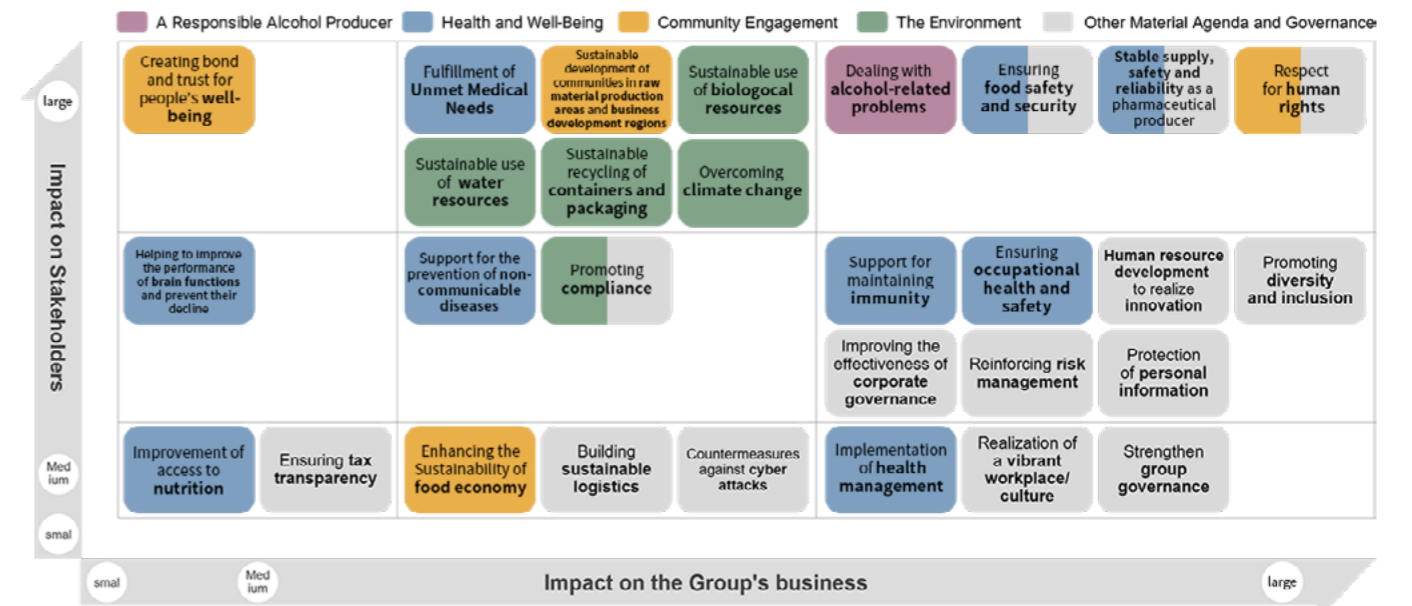 A Responsible Alcohol Producer
Health and Well-Being
Community Engagement
The Environment
Other Material Agenda and Governance
large
Impact on Stakeholders
Med
ium
smal
Creating bond
and trust for
people's well-
being
Fulfillment of
Unmet Medical
Needs
Sustainable
development of
communities in raw
material production
areas and business
development regions
Sustainable use
of biologocal
resources
Dealing with
alcohol-related
problems
Ensuring
food safety
and security
Stable supply,
safety and
reliability as a
pharmaceutical
producer
Respect
for human
rights
Sustainable use
of water
resources
Sustainable
recycling of
containers and
packaging
Overcoming
climate change
Helping to improve
the performance
of brain functions
and prevent their
decline
Support for the
prevention of non-
communicable
diseases
Promoting
compliance
Support for
maintaining
immunity
Ensuring
occupational
health and
safety
Human resource
development
to realize
innovation
Promoting
diversity
and inclusion
Improving the
effectiveness of
corporate
governance
Reinforcing risk
management
Protection
of personal
information
Improvement of
access to
nutrition
Ensuring tax
transparency
Enhancing the
Sustainability of
food economy
Building
sustainable
logistics
Countermeasures
against cyber
attacks
Implementation
of health
management
Realization of
a vibrant
workplace/
culture
Strengthen
group
governance
smal
Med
ium
Impact on the Group's business
large